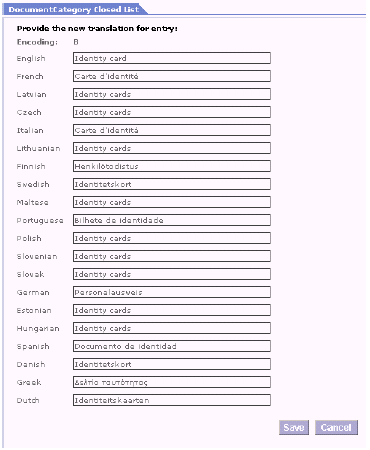 DocumentCategory Closed List
Provide the new translation for entry:
Encoding: B
English Identity card
French Carte d'identité
Latvian Identity cards
Czech Identity cards
Italian Carte d'identità
Lithuanian Identity cards
Finnish Henkilötodistus
Swedish Identitetskort
Maltese Identity cards
Portuguese Bilhete de identidade
Polish Identity cards
Slovenian Identity cards
Slovak Identity cards
German Personalausweis
Estonian Identity cards
Hungarian Identity cards
Spanish Documento de identidad
Danish Identitetskort
Greek Δελτίο ταυτότητας
Dutch Identiteitskaarten
Save Cancel